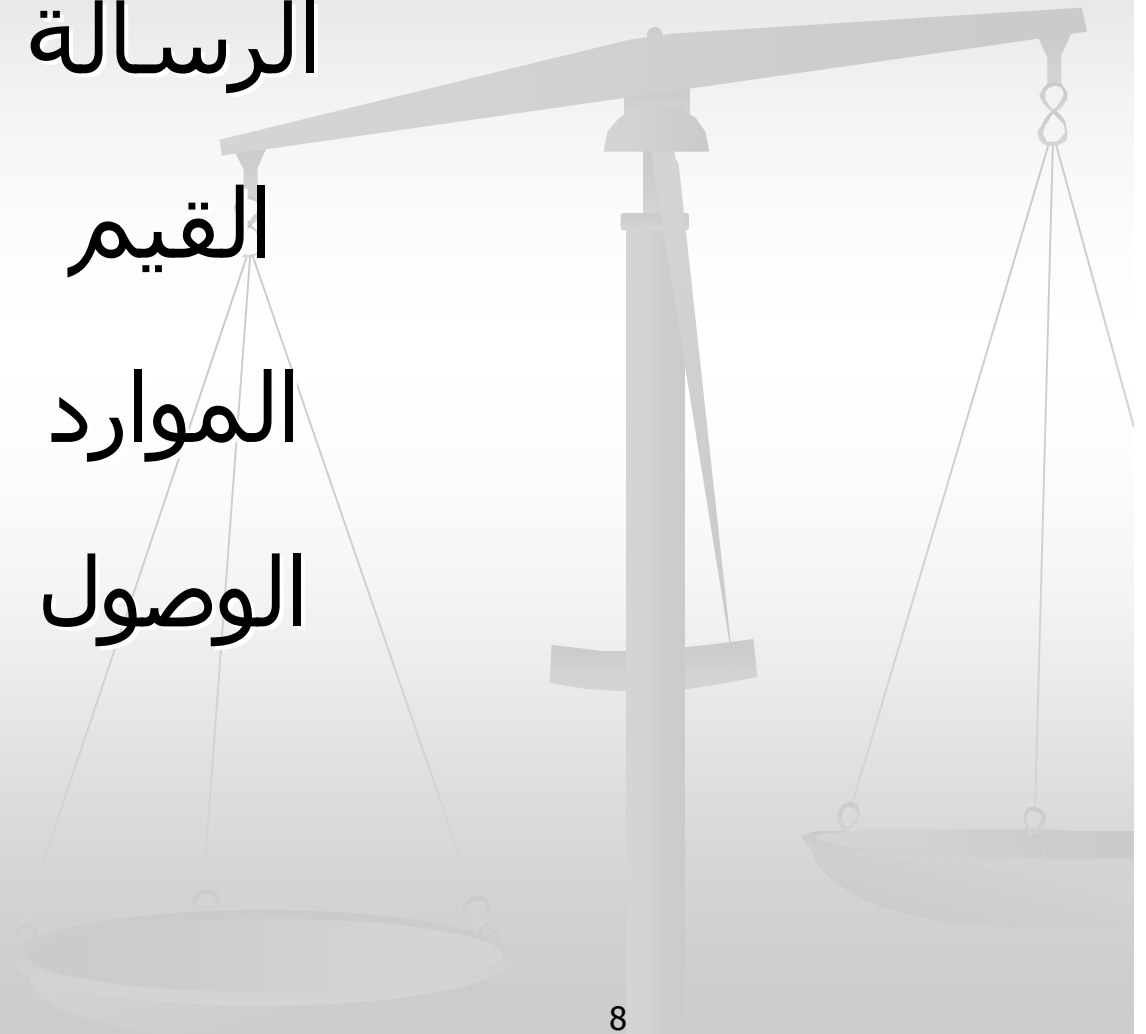 الرسالة
القيم
الموارد
الوصول
8